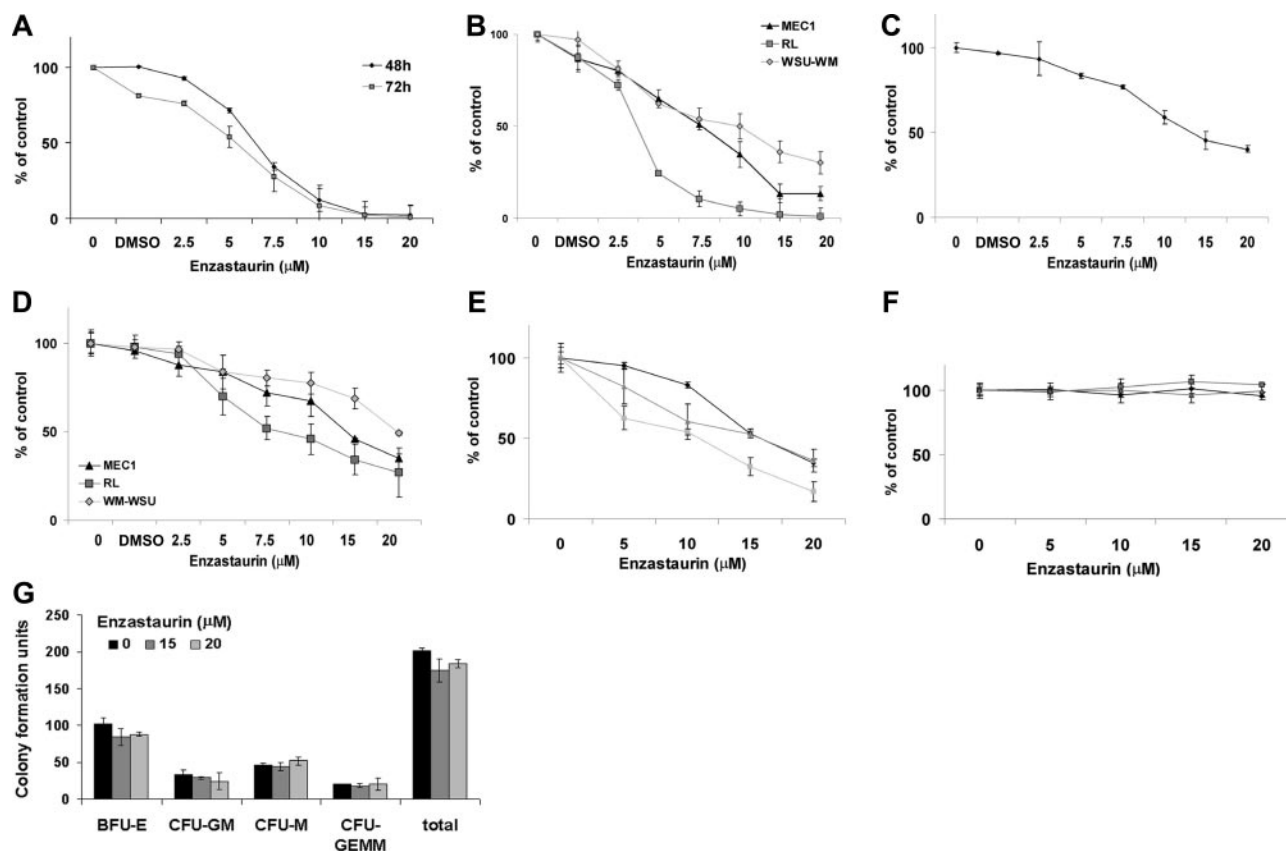 A
% of control
100
50
0
48h
72h
0 DMSO 2.5 5 7.5 10 15 20
Enzastaurin (µM)
B
% of control
100
50
0
MEC1
RL
WSU-WM
0 DMSO 2.5 5 7.5 10 15 20
Enzastaurin (µM)
C
% of control
100
50
0
0 DMSO 2.5 5 7.5 10 15 20
Enzastaurin (µM)
D
% of control
100
50
0
MEC1
RL
WM-WSU
0 DMSO 2.5 5 7.5 10 15 20
Enzastaurin (µM)
E
% of control
100
50
0
0 5 10 15 20
Enzastaurin (µM)
F
% of control
100
50
0
0 5 10 15 20
Enzastaurin (µM)
G
Colony formation units
250
200
150
100
50
0
Enzastaurin (µM)
0 15 20
BFU-E CFU-GM CFU-M CFU-
GEMM total